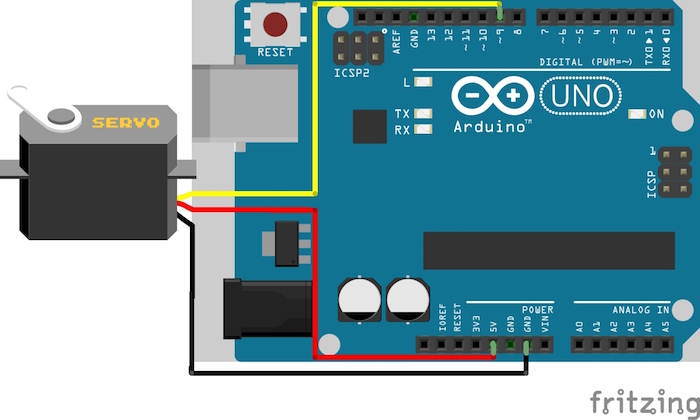 RESET
ICSP2
AREF
GND
13
12
~11
~10
~9
8
7
~6
~5
4
~3
2
TX0▶1
RX0◀0
DIGITAL (PWM=~)
L
TX
RX
Arduino™
UNO
ON
1
ICSP
SERVO
POWER
ANALOG IN
IOREF
RESET
3V3
5V
GND
GND
VIN
A0
A1
A2
A3
A4
A5
fritzing